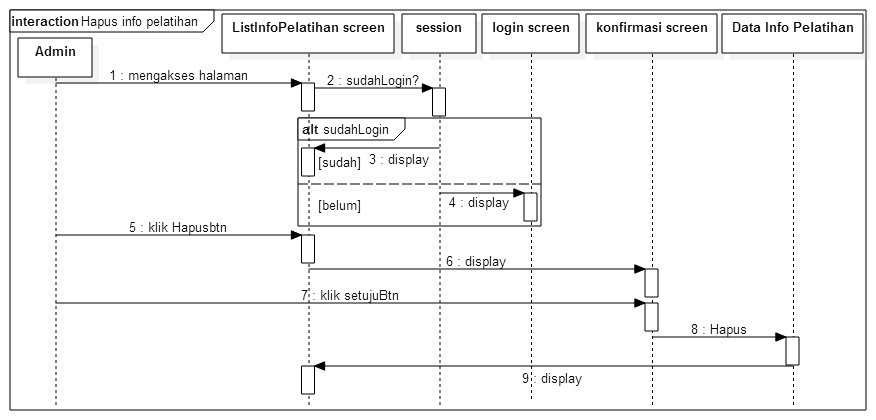 interaction Hapus info pelatihan
Admin
ListInfoPelatihan screen
session
login screen
konfirmasi screen
Data Info Pelatihan
1 : mengakses halaman
2 : sudahLogin?
alt sudahLogin
[sudah]
3 : display
[belum]
4 : display
5 : klik Hapusbtn
6 : display
7 : klik setujuBtn
8 : Hapus
9 : display